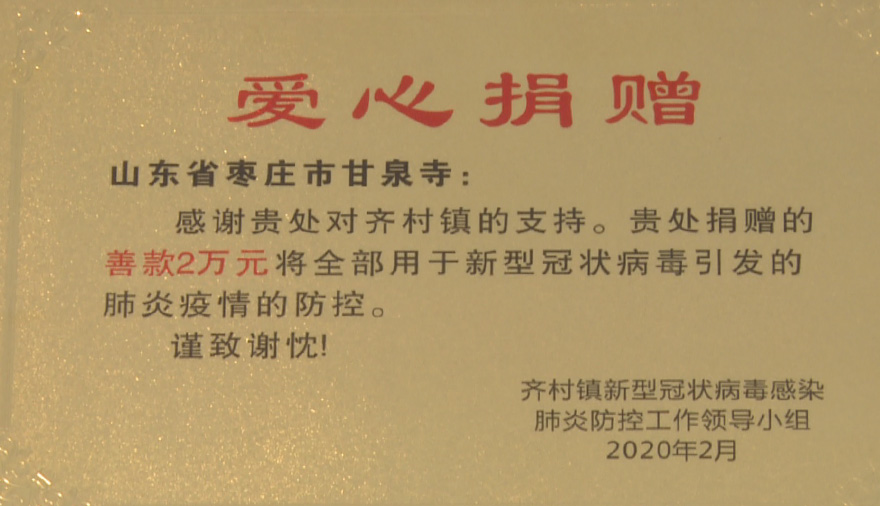 爱心捐赠
山东省枣庄市甘泉寺：
感谢贵处对齐村镇的支持。贵处捐赠的
善款2万元将全部用于新型冠状病毒引发的
肺炎疫情的防控。
谨致谢忱！
齐村镇新型冠状病毒感染
肺炎防控工作领导小组
2020年2月